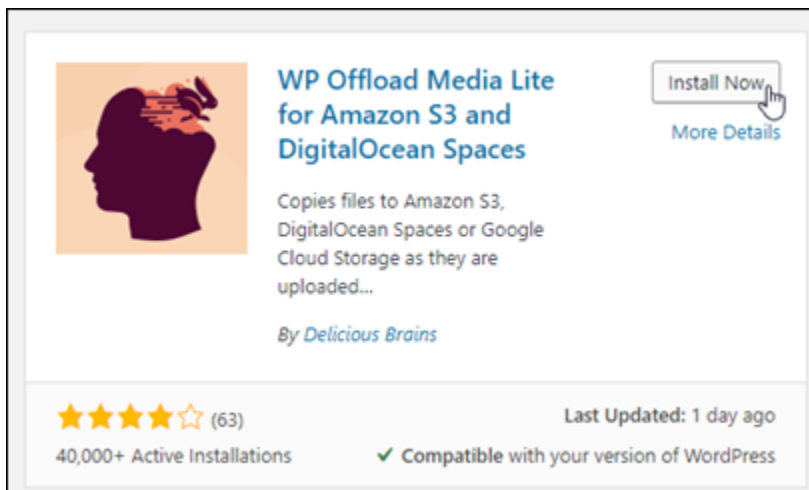 WP Offload Media Lite
for Amazon S3 and
DigitalOcean Spaces
Install Now
More Details
Copies files to Amazon S3,
DigitalOcean Spaces or Google
Cloud Storage as they are
uploaded...
By Delicious Brains
(63)
Last Updated: 1 day ago
40,000+ Active Installations
Compatible with your version of WordPress